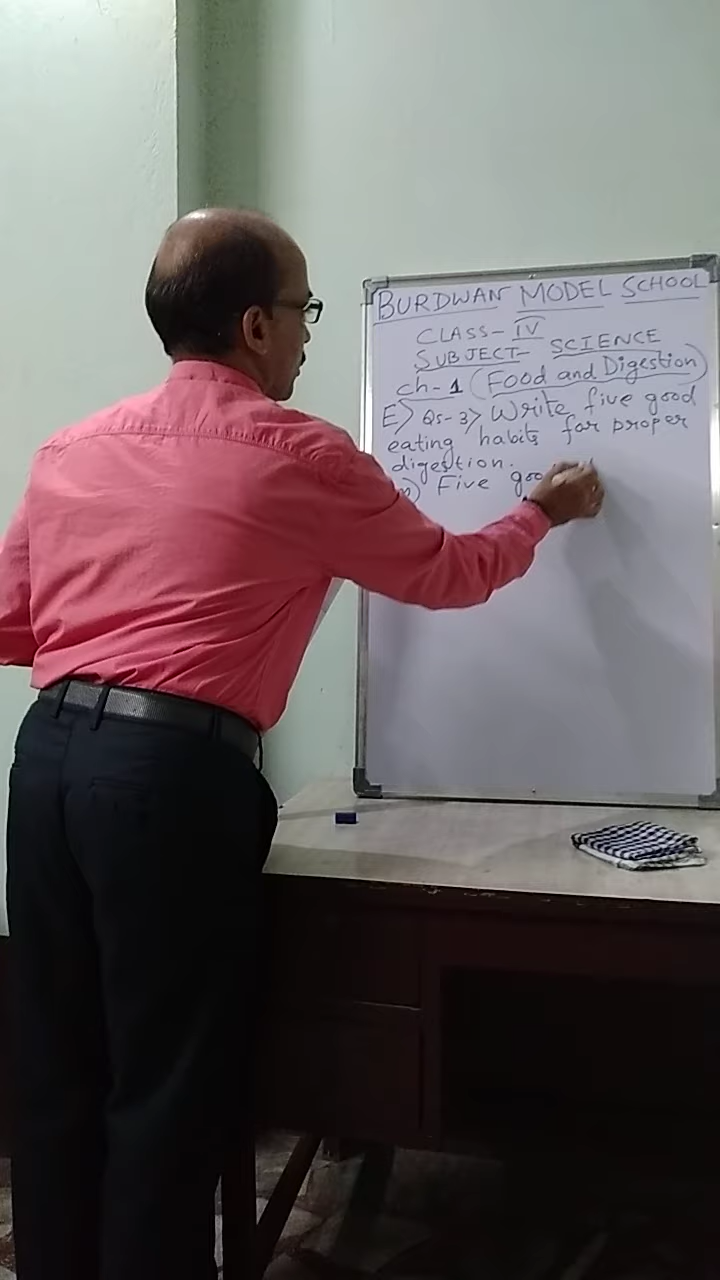 BURDWAN MODEL SCHOOL
CLASS- IV
SUBJECT- SCIENCE
Ch-1 (Food and Digestion)
E> Qs-3> Write five good
eating habits for proper
digestion.
Five